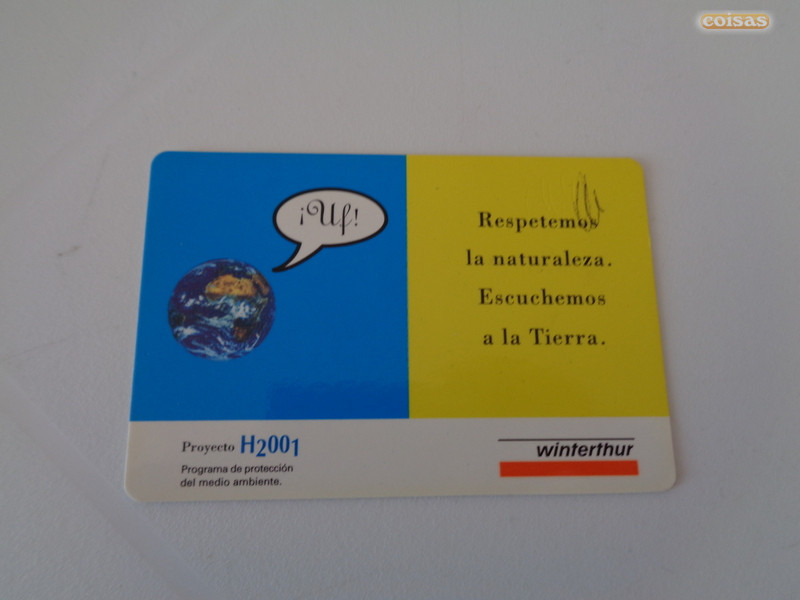 coisas
¡Uf!
Respetemos
la naturaleza.
Escuchemos
a la Tierra.
Proyecto H2001
Programa de protección
del medio ambiente.
winterthur